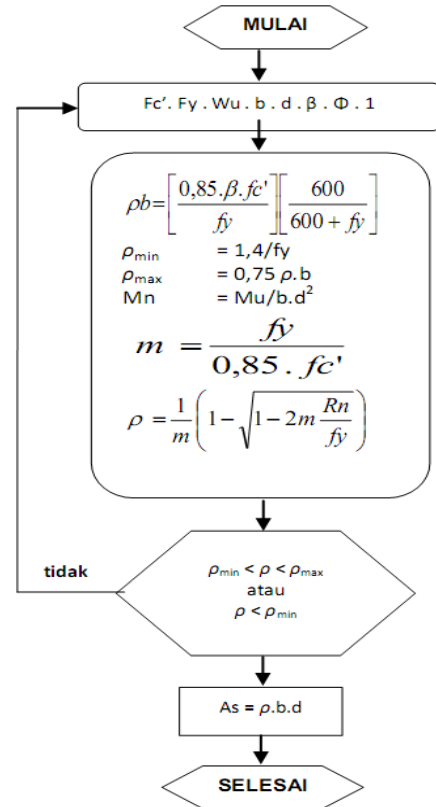 MULAI
Fc'. Fy . Wu . b . d . β . Φ . 1
ρb=[0,85.β.fc' / fy][600 / 600 + fy]
ρmin = 1,4/fy
ρmax = 0,75 ρ.b
Mn = Mu/b.d²
m = fy / 0,85 . fc'
ρ = 1/m (1 − √(1 − 2m Rn/fy))
tidak
ρmin < ρ < ρmax
atau
ρ < ρmin
As = ρ.b.d
SELESAI